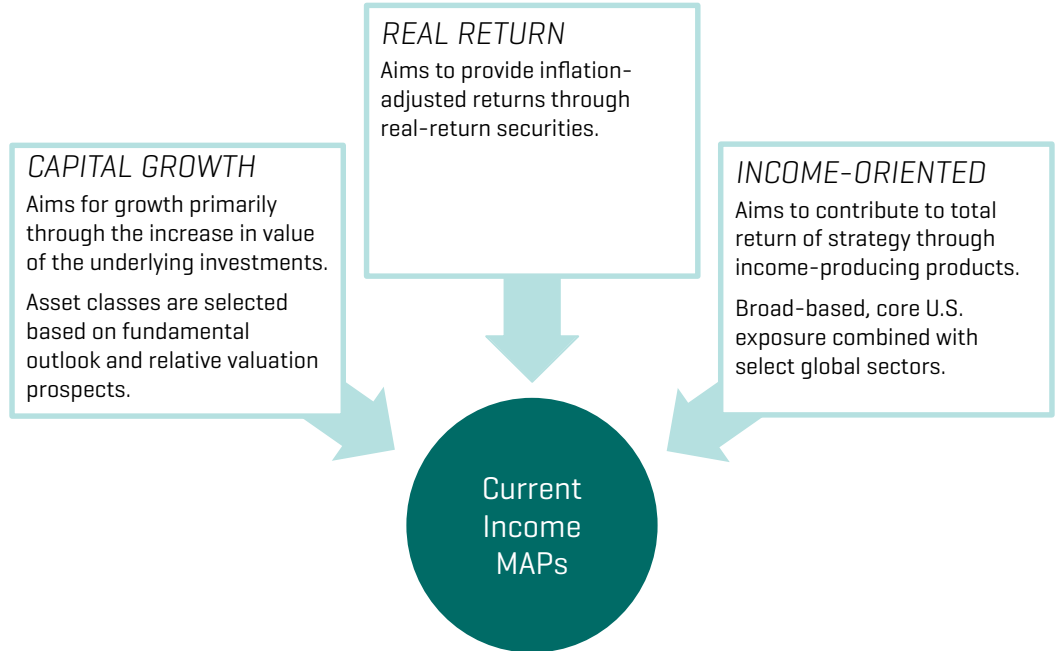 REAL RETURN
Aims to provide inflation-
adjusted returns through
real-return securities.
CAPITAL GROWTH
Aims for growth primarily
through the increase in value
of the underlying investments.
Asset classes are selected
based on fundamental
outlook and relative valuation
prospects.
INCOME-ORIENTED
Aims to contribute to total
return of strategy through
income-producing products.
Broad-based, core U.S.
exposure combined with
select global sectors.
Current
Income
MAPs